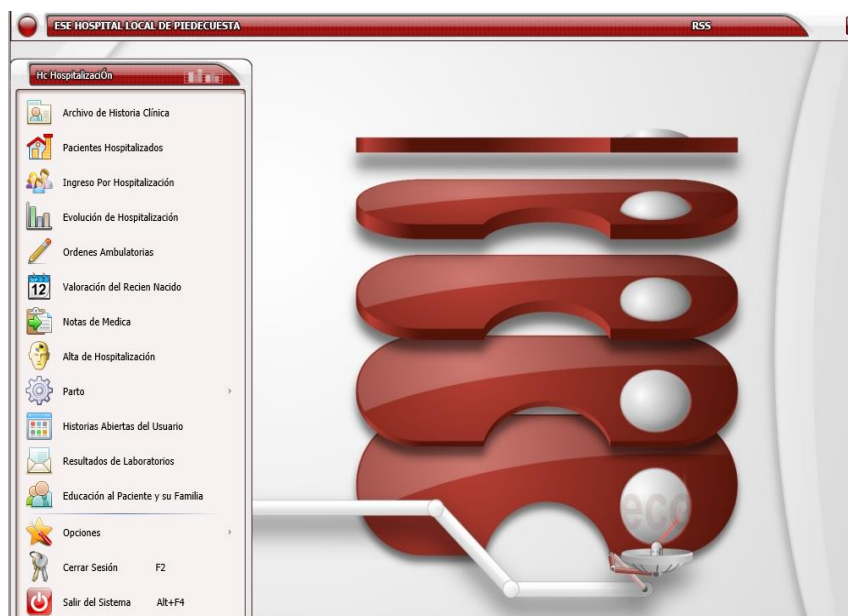 ESE HOSPITAL LOCAL DE PIEDECUESTA
RSS
Hc HospitalizaciÓn
Archivo de Historia Clínica
Pacientes Hospitalizados
Ingreso Por Hospitalización
Evolución de Hospitalización
Ordenes Ambulatorias
12
Valoración del Recien Nacido
Notas de Medica
Alta de Hospitalización
Parto
Historias Abiertas del Usuario
Resultados de Laboratorios
Educación al Paciente y su Familia
Opciones
Cerrar Sesión F2
Salir del Sistema Alt+F4